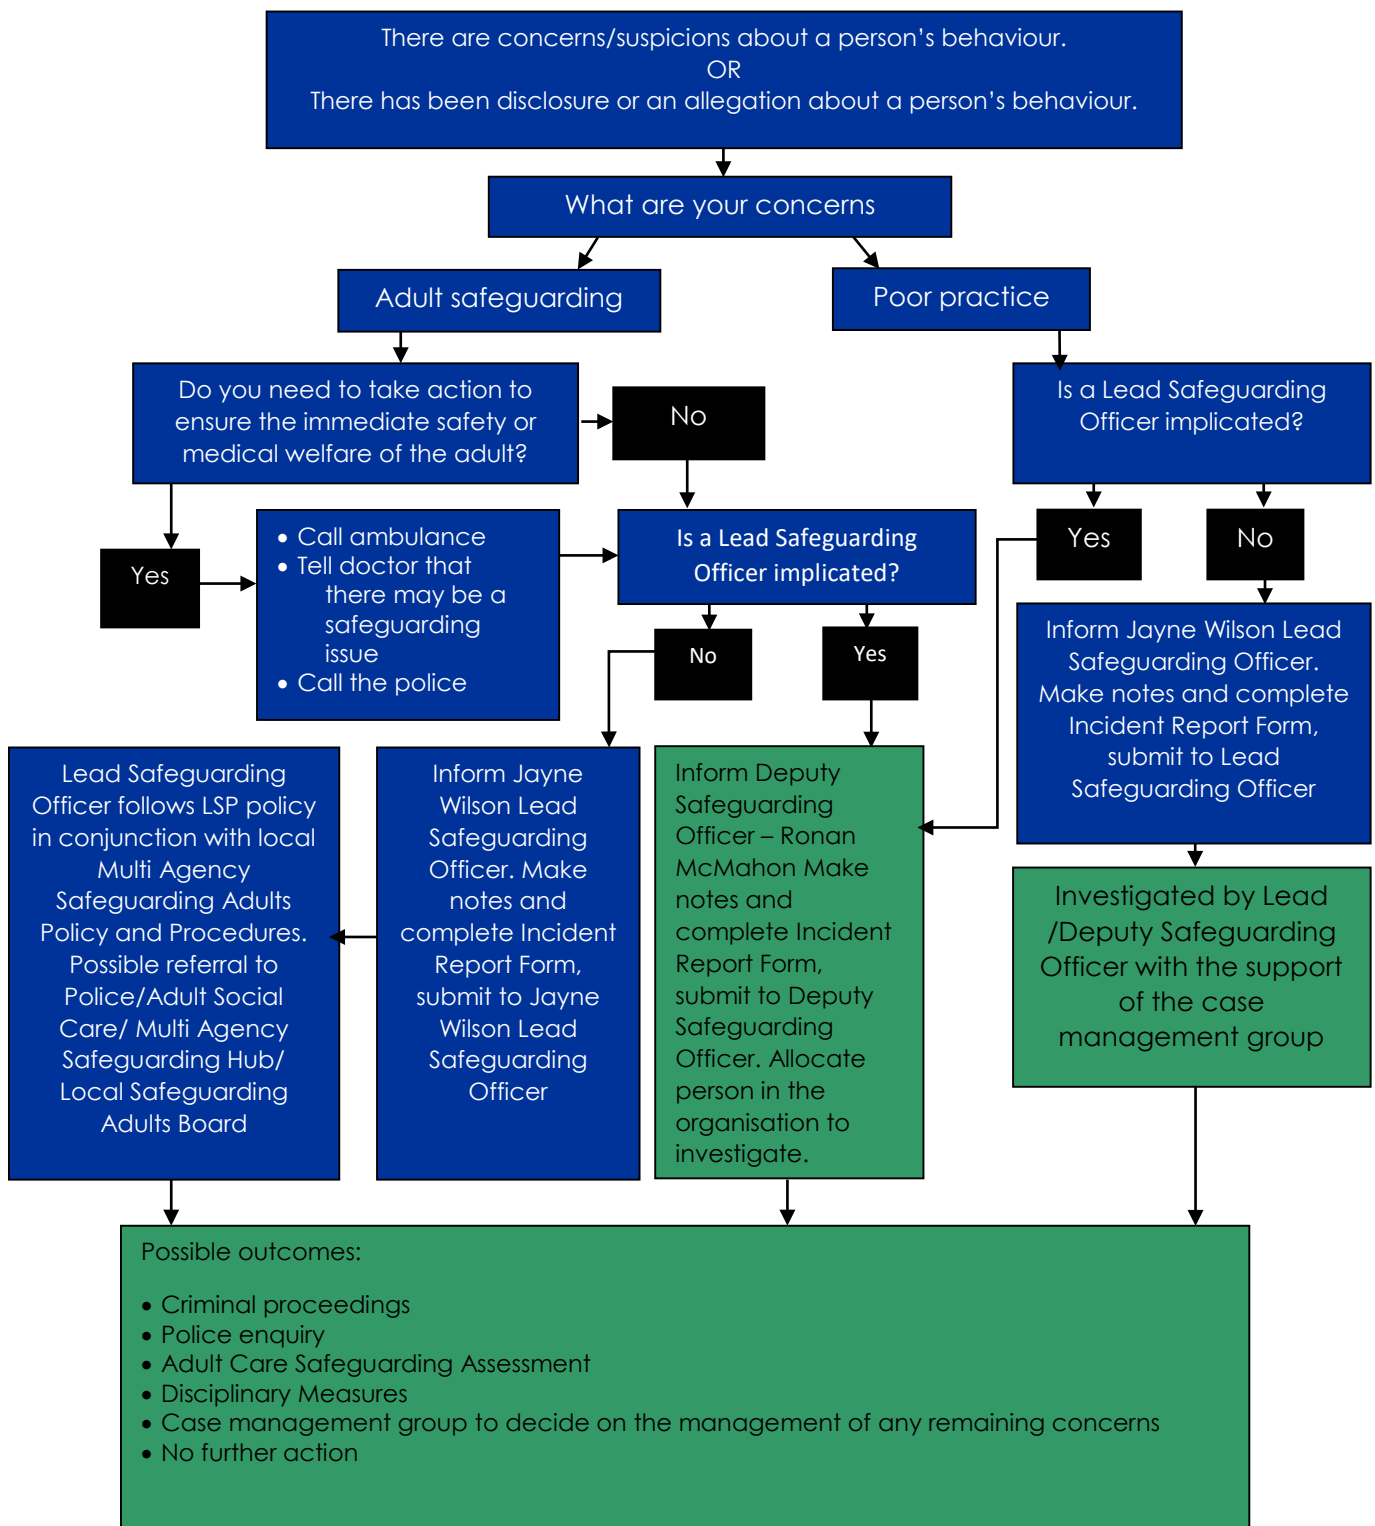 There are concerns/suspicions about a person’s behaviour.
OR
There has been disclosure or an allegation about a person’s behaviour.
What are your concerns
Adult safeguarding
Poor practice
Do you need to take action to
ensure the immediate safety or
medical welfare of the adult?
No
Is a Lead Safeguarding
Officer implicated?
Yes
• Call ambulance
• Tell doctor that
there may be a
safeguarding
issue
• Call the police
Is a Lead Safeguarding
Officer implicated?
Yes
No
No
Yes
Inform Jayne Wilson Lead
Safeguarding Officer.
Make notes and complete
Incident Report Form,
submit to Lead
Safeguarding Officer
Lead Safeguarding
Officer follows LSP policy
in conjunction with local
Multi Agency
Safeguarding Adults
Policy and Procedures.
Possible referral to
Police/Adult Social
Care/ Multi Agency
Safeguarding Hub/
Local Safeguarding
Adults Board
Inform Jayne
Wilson Lead
Safeguarding
Officer. Make
notes and
complete Incident
Report Form,
submit to Jayne
Wilson Lead
Safeguarding
Officer
Inform Deputy
Safeguarding
Officer – Ronan
McMahon Make
notes and
complete Incident
Report Form,
submit to Deputy
Safeguarding
Officer. Allocate
person in the
organisation to
investigate.
Investigated by Lead
/Deputy Safeguarding
Officer with the support
of the case
management group
Possible outcomes:
• Criminal proceedings
• Police enquiry
• Adult Care Safeguarding Assessment
• Disciplinary Measures
• Case management group to decide on the management of any remaining concerns
• No further action